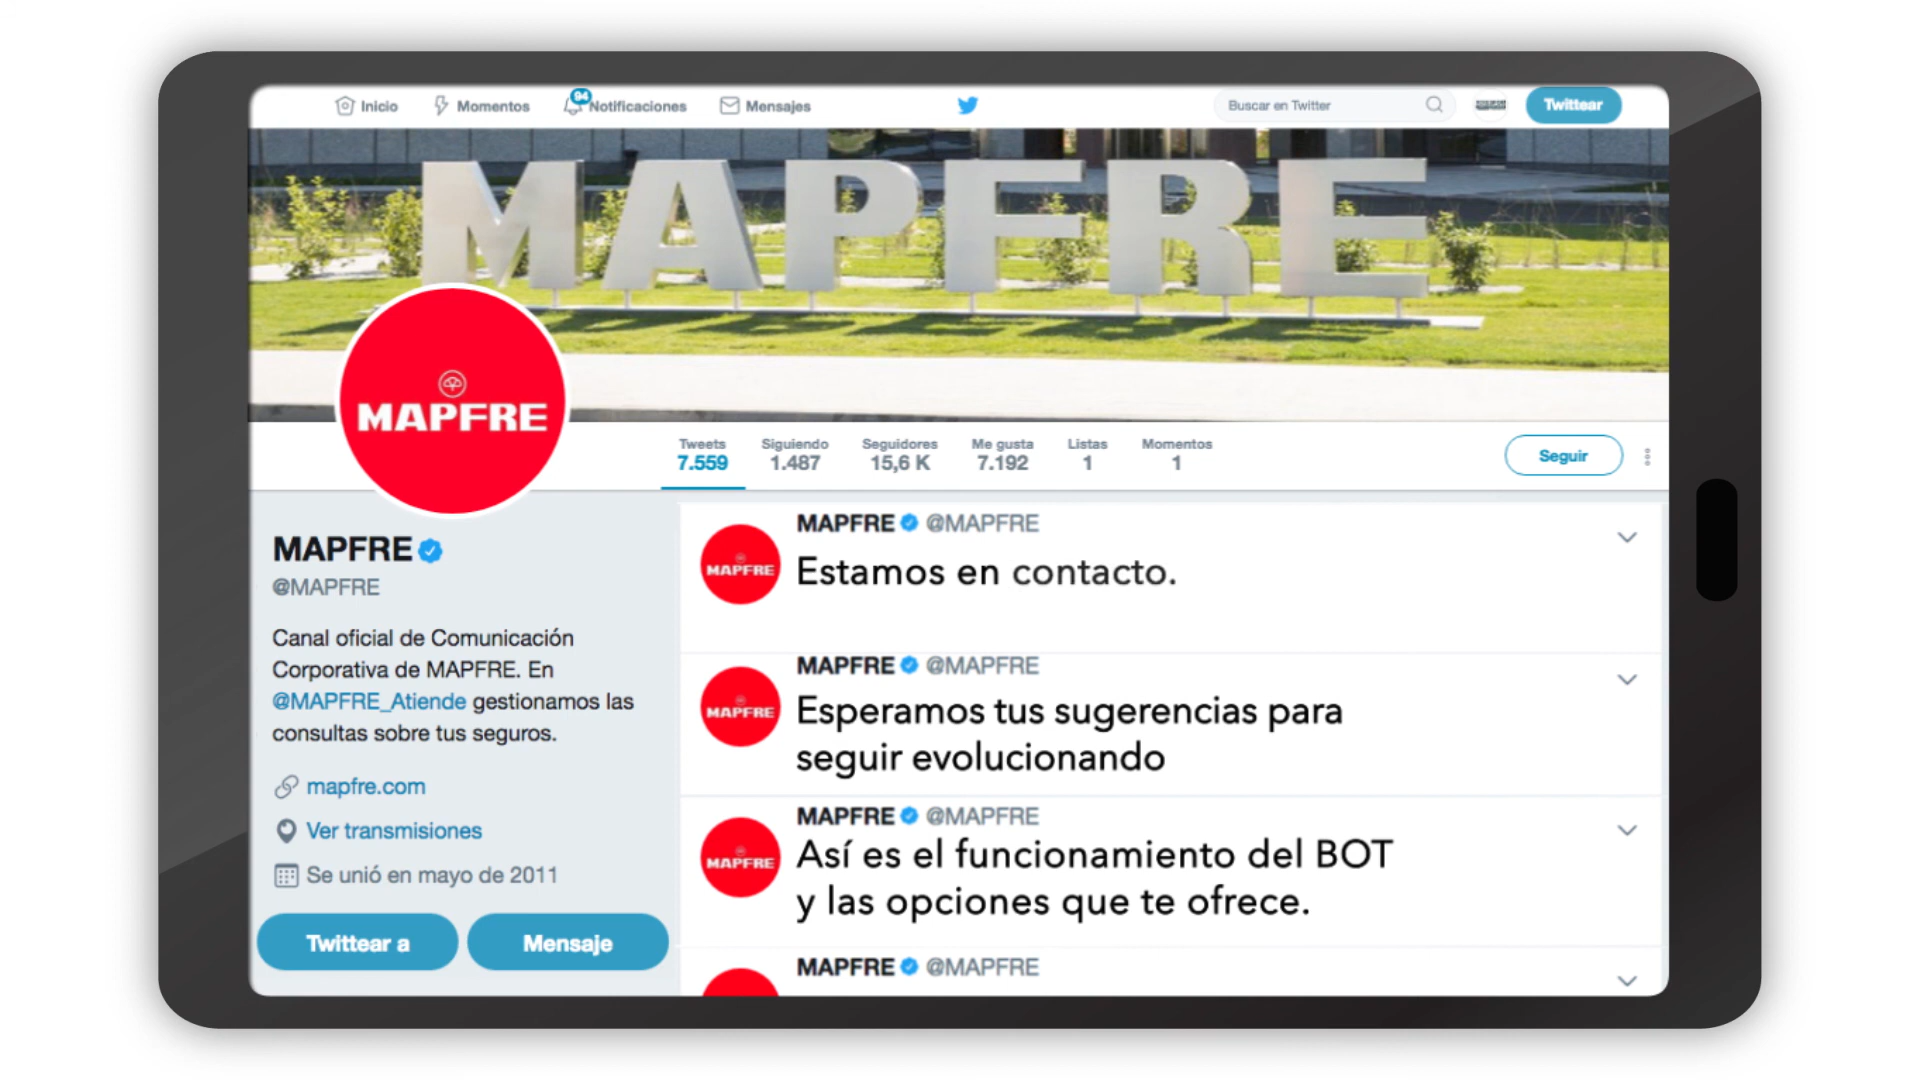 Inicio
Momentos
94
Notificaciones
Mensajes
Buscar en Twitter
Twittear
MAPFRE
MAPFRE
Tweets
7.559
Siguiendo
1.487
Seguidores
15,6 K
Me gusta
7.192
Listas
1
Momentos
1
Seguir
MAPFRE
@MAPFRE
Canal oficial de Comunicación
Corporativa de MAPFRE. En
@MAPFRE_Atiende gestionamos las
consultas sobre tus seguros.
mapfre.com
Ver transmisiones
Se unió en mayo de 2011
Twittear a
Mensaje
MAPFRE @MAPFRE
MAPFRE
Estamos en contacto.
MAPFRE @MAPFRE
MAPFRE
Esperamos tus sugerencias para
seguir evolucionando
MAPFRE @MAPFRE
MAPFRE
Así es el funcionamiento del BOT
y las opciones que te ofrece.
MAPFRE @MAPFRE